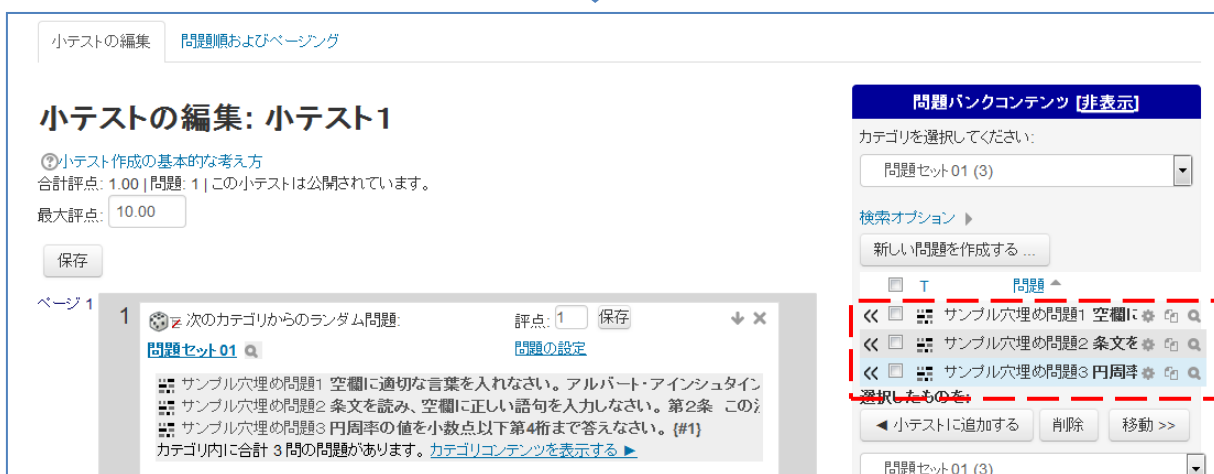 小テストの編集 問題順およびページング
小テストの編集: 小テスト1
小テスト作成の基本的な考え方
合計評点: 1.00 | 問題: 1 | この小テストは公開されています。
最大評点: 10.00
保存
ページ 1
1 次のカテゴリからのランダム問題: 評点: 1 保存
問題セット01 問題の設定
サンプル穴埋め問題1 空欄に適切な言葉を入れなさい。アルバート・アインシュタイン
サンプル穴埋め問題2 条文を読み、空欄に正しい語句を入力しなさい。第2条 この
サンプル穴埋め問題3 円周率の値を小数点以下第4桁まで答えなさい。{#1}
カテゴリ内に合計 3 問の問題があります。カテゴリコンテンツを表示する ▶
問題バンクコンテンツ [非表示]
カテゴリを選択してください:
問題セット01 (3)
検索オプション ▶
新しい問題を作成する ...
T 問題
サンプル穴埋め問題1 空欄に
サンプル穴埋め問題2 条文を
サンプル穴埋め問題3 円周率
選択したものを:
◀ 小テストに追加する 削除 移動 >>
問題セット01 (3)